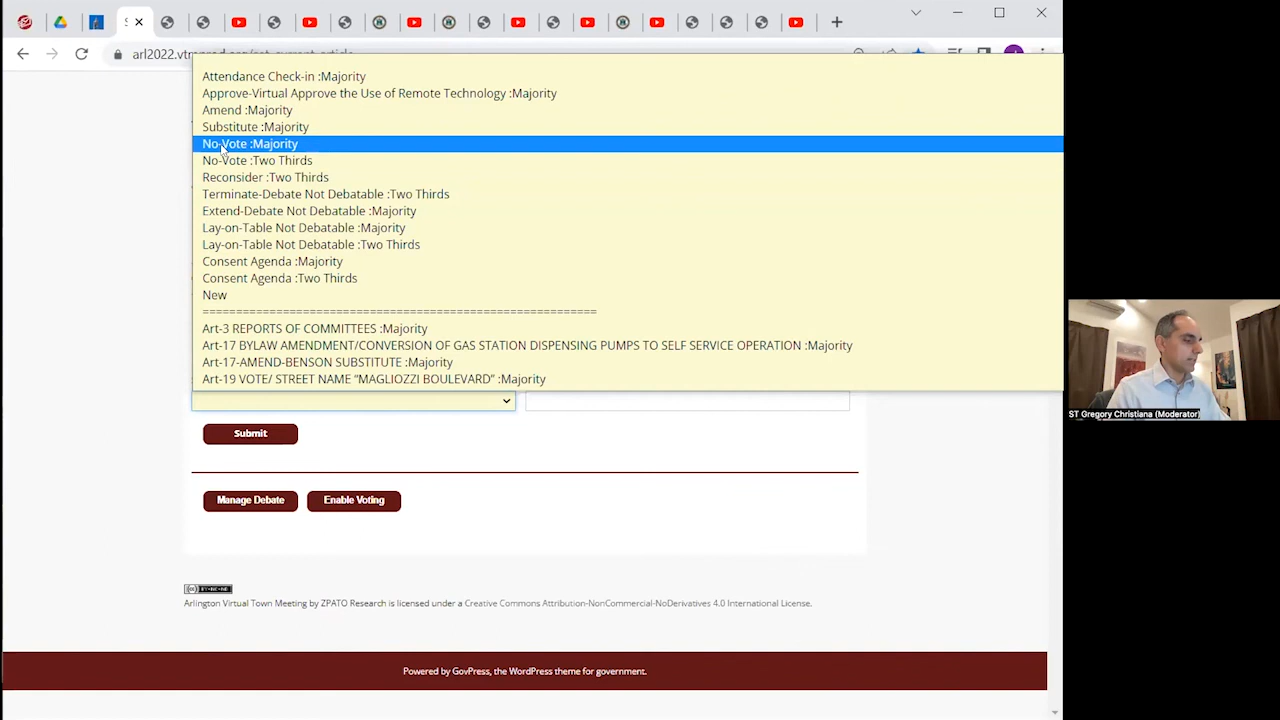 arl2022.vtmprod.org/set-current-article
Attendance Check-in :Majority
Approve-Virtual Approve the Use of Remote Technology :Majority
Amend :Majority
Substitute :Majority
No-Vote :Majority
No-Vote :Two Thirds
Reconsider :Two Thirds
Terminate-Debate Not Debatable :Two Thirds
Extend-Debate Not Debatable :Majority
Lay-on-Table Not Debatable :Majority
Lay-on-Table Not Debatable :Two Thirds
Consent Agenda :Majority
Consent Agenda :Two Thirds
New
===========================================================
Art-3 REPORTS OF COMMITTEES :Majority
Art-17 BYLAW AMENDMENT/CONVERSION OF GAS STATION DISPENSING PUMPS TO SELF SERVICE OPERATION :Majority
Art-17-AMEND-BENSON SUBSTITUTE :Majority
Art-19 VOTE/ STREET NAME “MAGLIOZZI BOULEVARD” :Majority
ST Gregory Christiana (Moderator)
Submit
Manage Debate Enable Voting
Arlington Virtual Town Meeting by ZPATO Research is licensed under a Creative Commons Attribution-NonCommercial-NoDerivatives 4.0 International License.
Powered by GovPress, the WordPress theme for government.